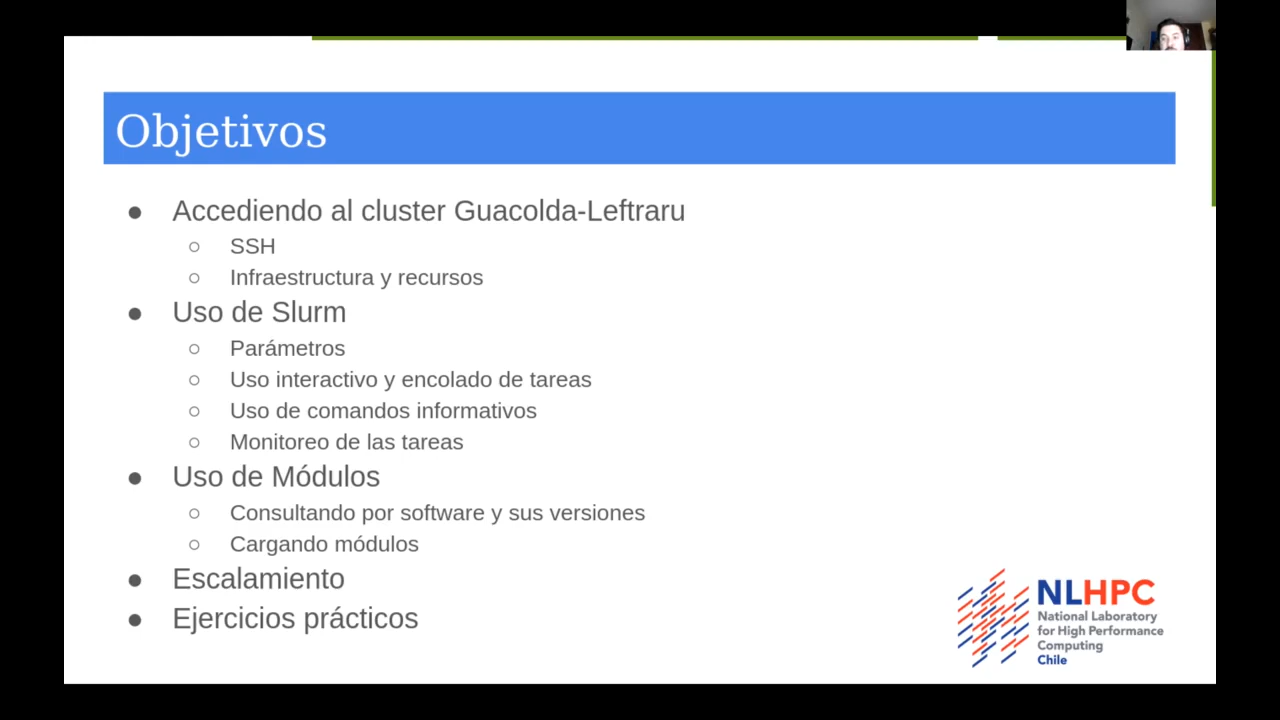 Objetivos
● Accediendo al cluster Guacolda-Leftraru
○ SSH
○ Infraestructura y recursos
● Uso de Slurm
○ Parámetros
○ Uso interactivo y encolado de tareas
○ Uso de comandos informativos
○ Monitoreo de las tareas
● Uso de Módulos
○ Consultando por software y sus versiones
○ Cargando módulos
● Escalamiento
● Ejercicios prácticos
NLHPC
National Laboratory
for High Performance
Computing
Chile